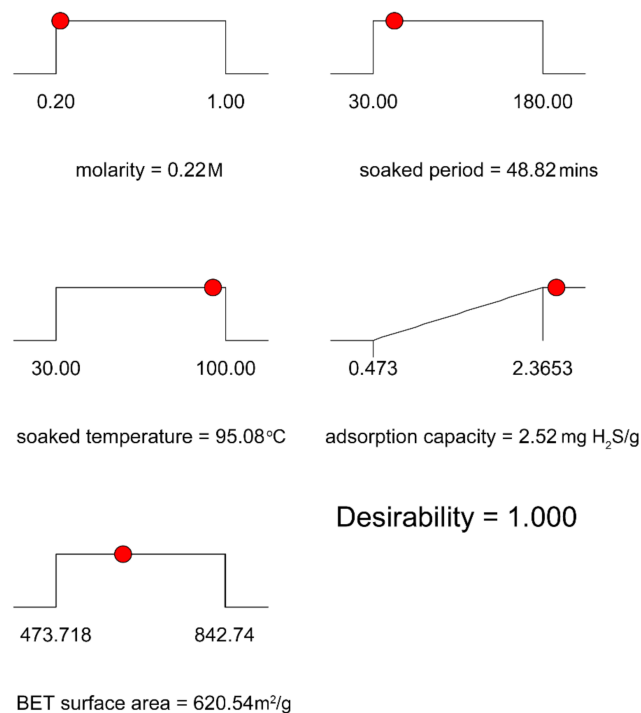 0.20 1.00 30.00 180.00
molarity = 0.22M soaked period = 48.82 mins
30.00 100.00 0.473 2.3653
soaked temperature = 95.08°C adsorption capacity = 2.52 mg H₂S/g
Desirability = 1.000
473.718 842.74
BET surface area = 620.54m²/g